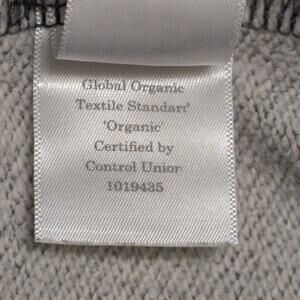 Global Organic
Textile Standard
'Organic'
Certified by
Control Union
1019435